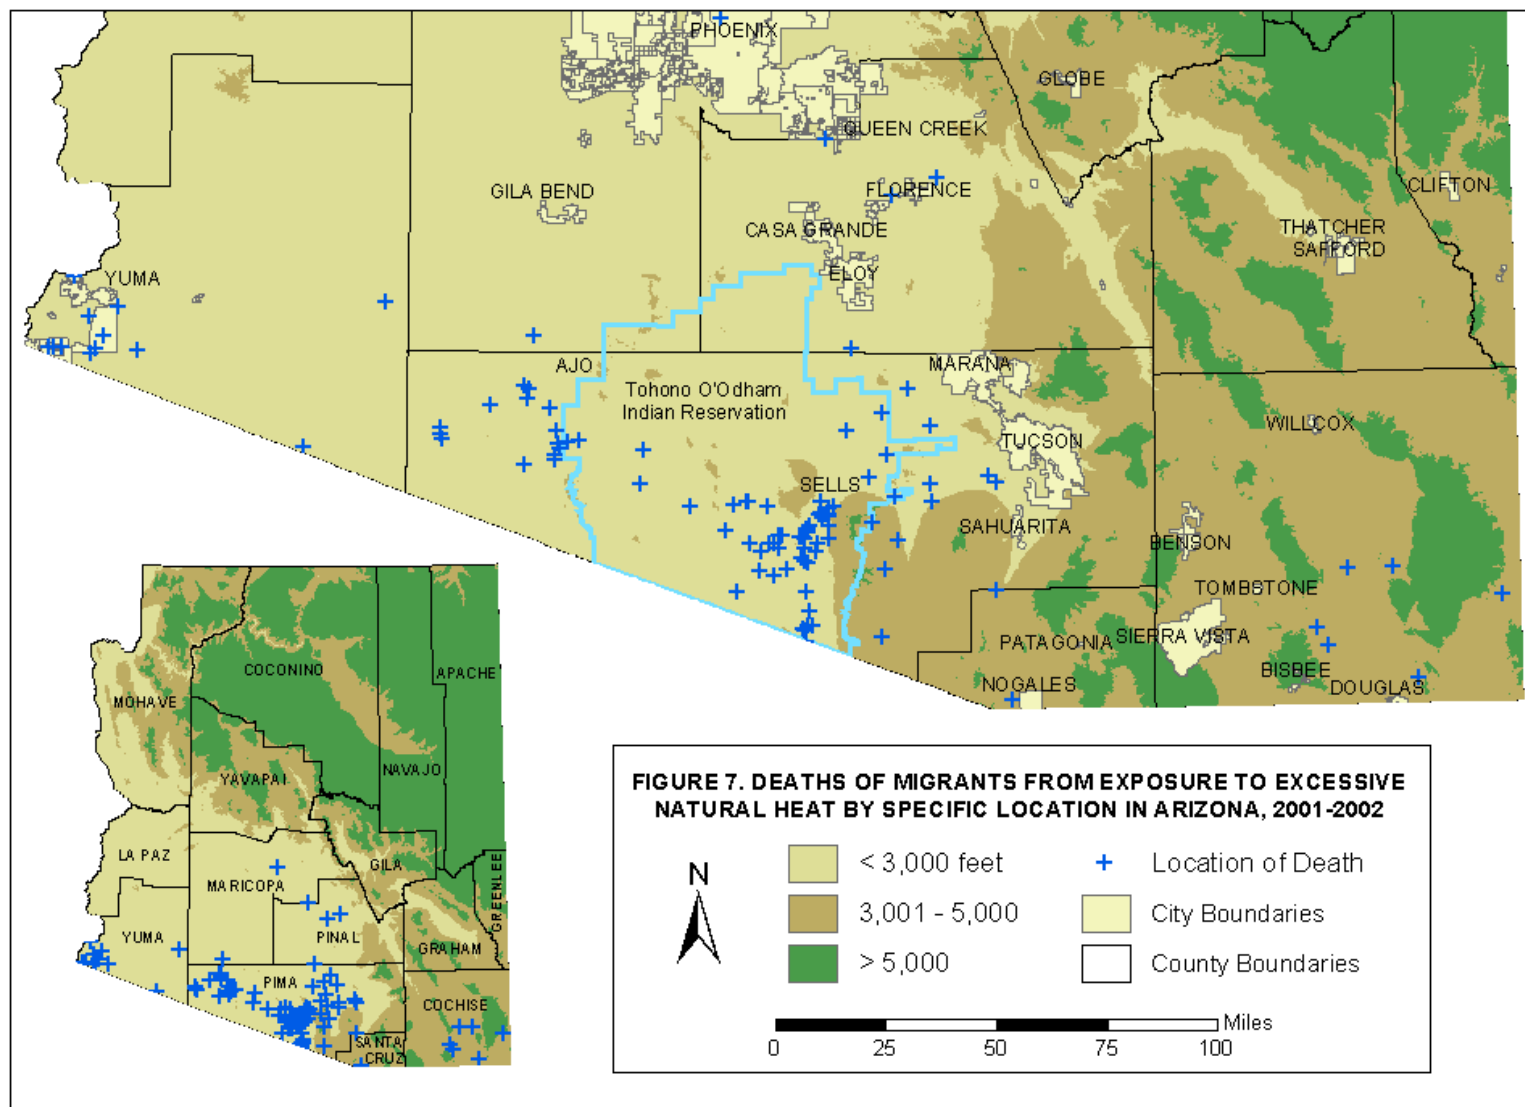 PHOENIX
GLOBE
QUEEN CREEK
GILA BEND
FLORENCE
CLIFTON
CASA GRANDE
THATCHER
SAFFORD
YUMA
ELOY
AJO
MARANA
Tohono O'Odham
Indian Reservation
WILLCOX
TUCSON
SELLS
SAHUARITA
BENSON
TOMBSTONE
PATAGONIA
SIERRA VISTA
BISBEE
NOGALES
DOUGLAS
COCONINO
APACHE
MOHAVE
NAVAJO
YAVAPAI
LA PAZ
GILA
MARICOPA
GREENLEE
YUMA
PINAL
GRAHAM
PIMA
COCHISE
SANTA
CRUZ
FIGURE 7. DEATHS OF MIGRANTS FROM EXPOSURE TO EXCESSIVE
NATURAL HEAT BY SPECIFIC LOCATION IN ARIZONA, 2001-2002
N
< 3,000 feet
3,001 - 5,000
> 5,000
Location of Death
City Boundaries
County Boundaries
Miles
0 25 50 75 100